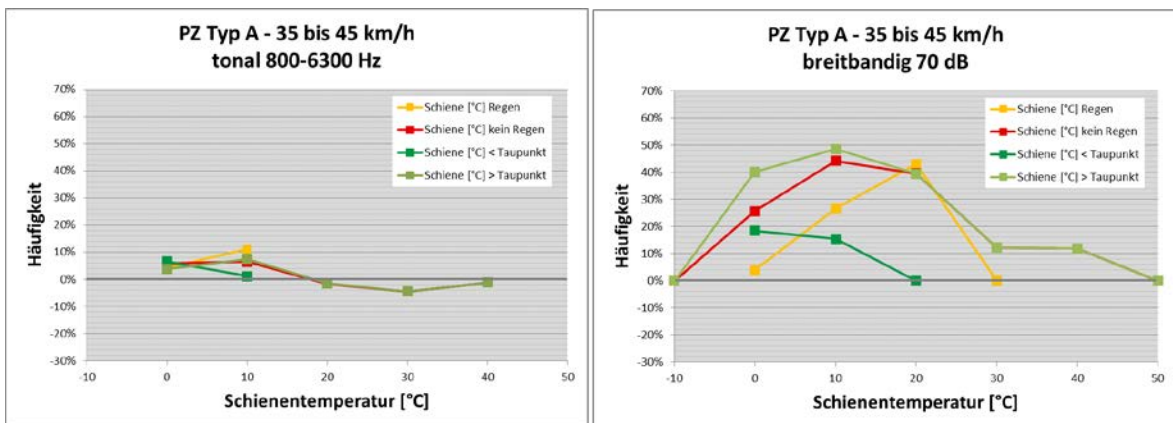 PZ Typ A - 35 bis 45 km/h
tonal 800-6300 Hz
70%
60%
50%
40%
30%
20%
10%
0%
-10%
-20%
-30%
Häufigkeit
Schiene [°C] Regen
Schiene [°C] kein Regen
Schiene [°C] < Taupunkt
Schiene [°C] > Taupunkt
-10 0 10 20 30 40 50
Schienentemperatur [°C]
PZ Typ A - 35 bis 45 km/h
breitbandig 70 dB
70%
60%
50%
40%
30%
20%
10%
0%
-10%
-20%
-30%
Häufigkeit
Schiene [°C] Regen
Schiene [°C] kein Regen
Schiene [°C] < Taupunkt
Schiene [°C] > Taupunkt
-10 0 10 20 30 40 50
Schienentemperatur [°C]